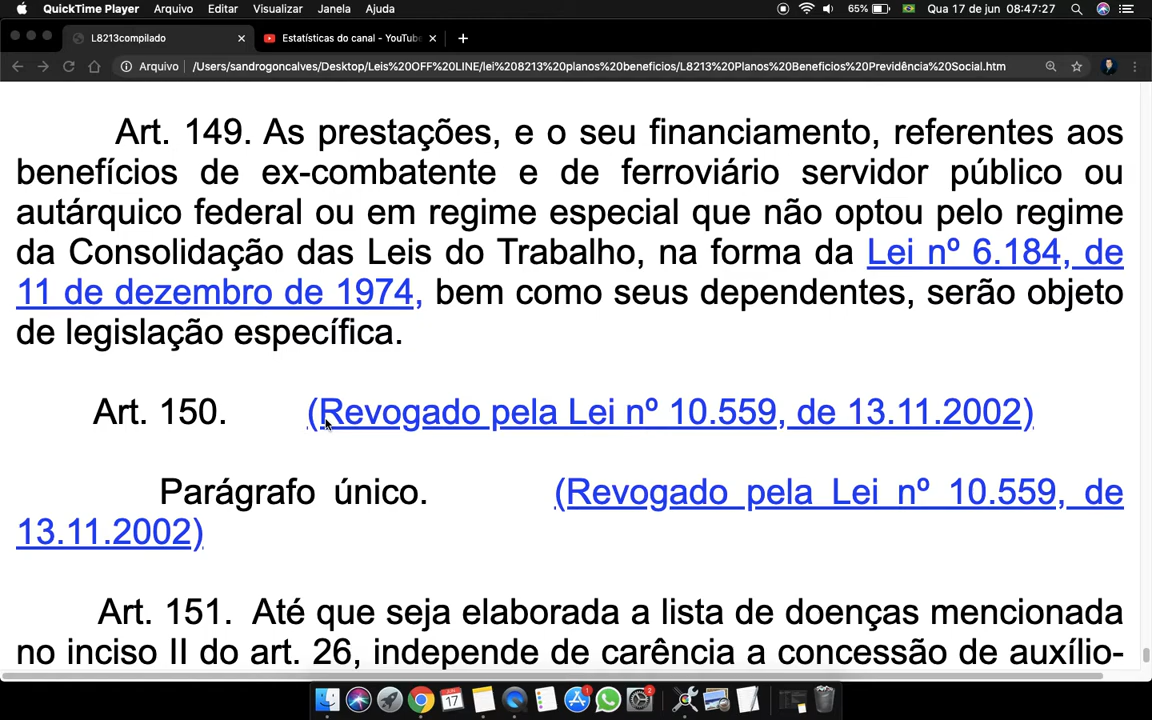 QuickTime Player Arquivo Editar Visualizar Janela Ajuda 65% Qua 17 de jun 08:47:27
L8213compilado Estatísticas do canal - YouTube
Arquivo /Users/sandrogoncalves/Desktop/Leis%20OFF%20LINE/lei%208213%20planos%20beneficios/L8213%20Planos%20Beneficios%20Previdência%20Social.htm
Art. 149. As prestações, e o seu financiamento, referentes aos
benefícios de ex-combatente e de ferroviário servidor público ou
autárquico federal ou em regime especial que não optou pelo regime
da Consolidação das Leis do Trabalho, na forma da Lei nº 6.184, de
11 de dezembro de 1974, bem como seus dependentes, serão objeto
de legislação específica.
Art. 150. (Revogado pela Lei nº 10.559, de 13.11.2002)
Parágrafo único. (Revogado pela Lei nº 10.559, de
13.11.2002)
Art. 151. Até que seja elaborada a lista de doenças mencionada
no inciso II do art. 26, independe de carência a concessão de auxílio-
17
1
2